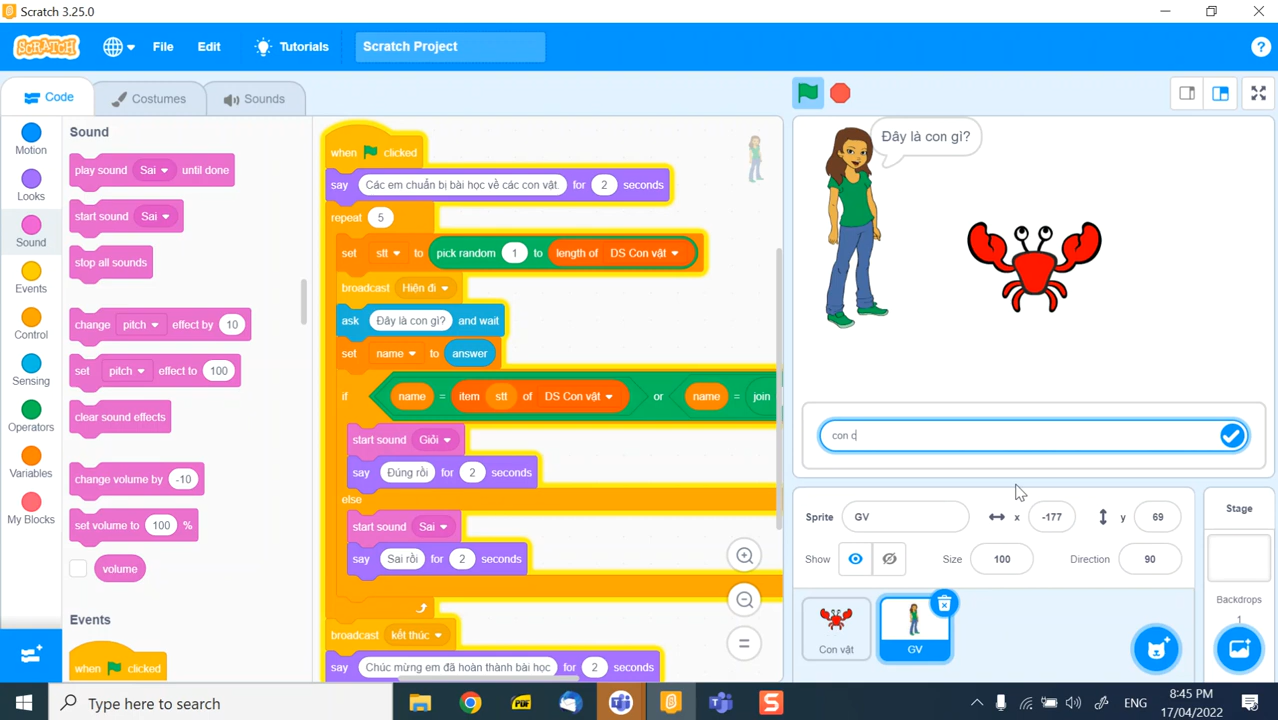 Scratch 3.25.0
SCRATCH File Edit Tutorials Scratch Project ?
Code Costumes Sounds
Motion
Looks
Sound
Events
Control
Sensing
Operators
Variables
My Blocks
Sound
play sound Sai until done
start sound Sai
stop all sounds
change pitch effect by 10
set pitch effect to 100
clear sound effects
change volume by -10
set volume to 100 %
volume
Events
when clicked
when clicked
say Các em chuẩn bị bài học về các con vật. for 2 seconds
repeat 5
set stt to pick random 1 to length of DS Con vật
broadcast Hiện đi
ask Đây là con gì? and wait
set name to answer
if name = item stt of DS Con vật or name = join
start sound Giỏi
say Đúng rồi for 2 seconds
else
start sound Sai
say Sai rồi for 2 seconds
broadcast kết thúc
say Chúc mừng em đã hoàn thành bài học for 2 seconds
Đây là con gì?
con c
Sprite GV x -177 y 69
Show Size 100 Direction 90
Con vật
GV
Stage
Backdrops
1
Type here to search
PDF
S
ENG
8:45 PM
17/04/2022